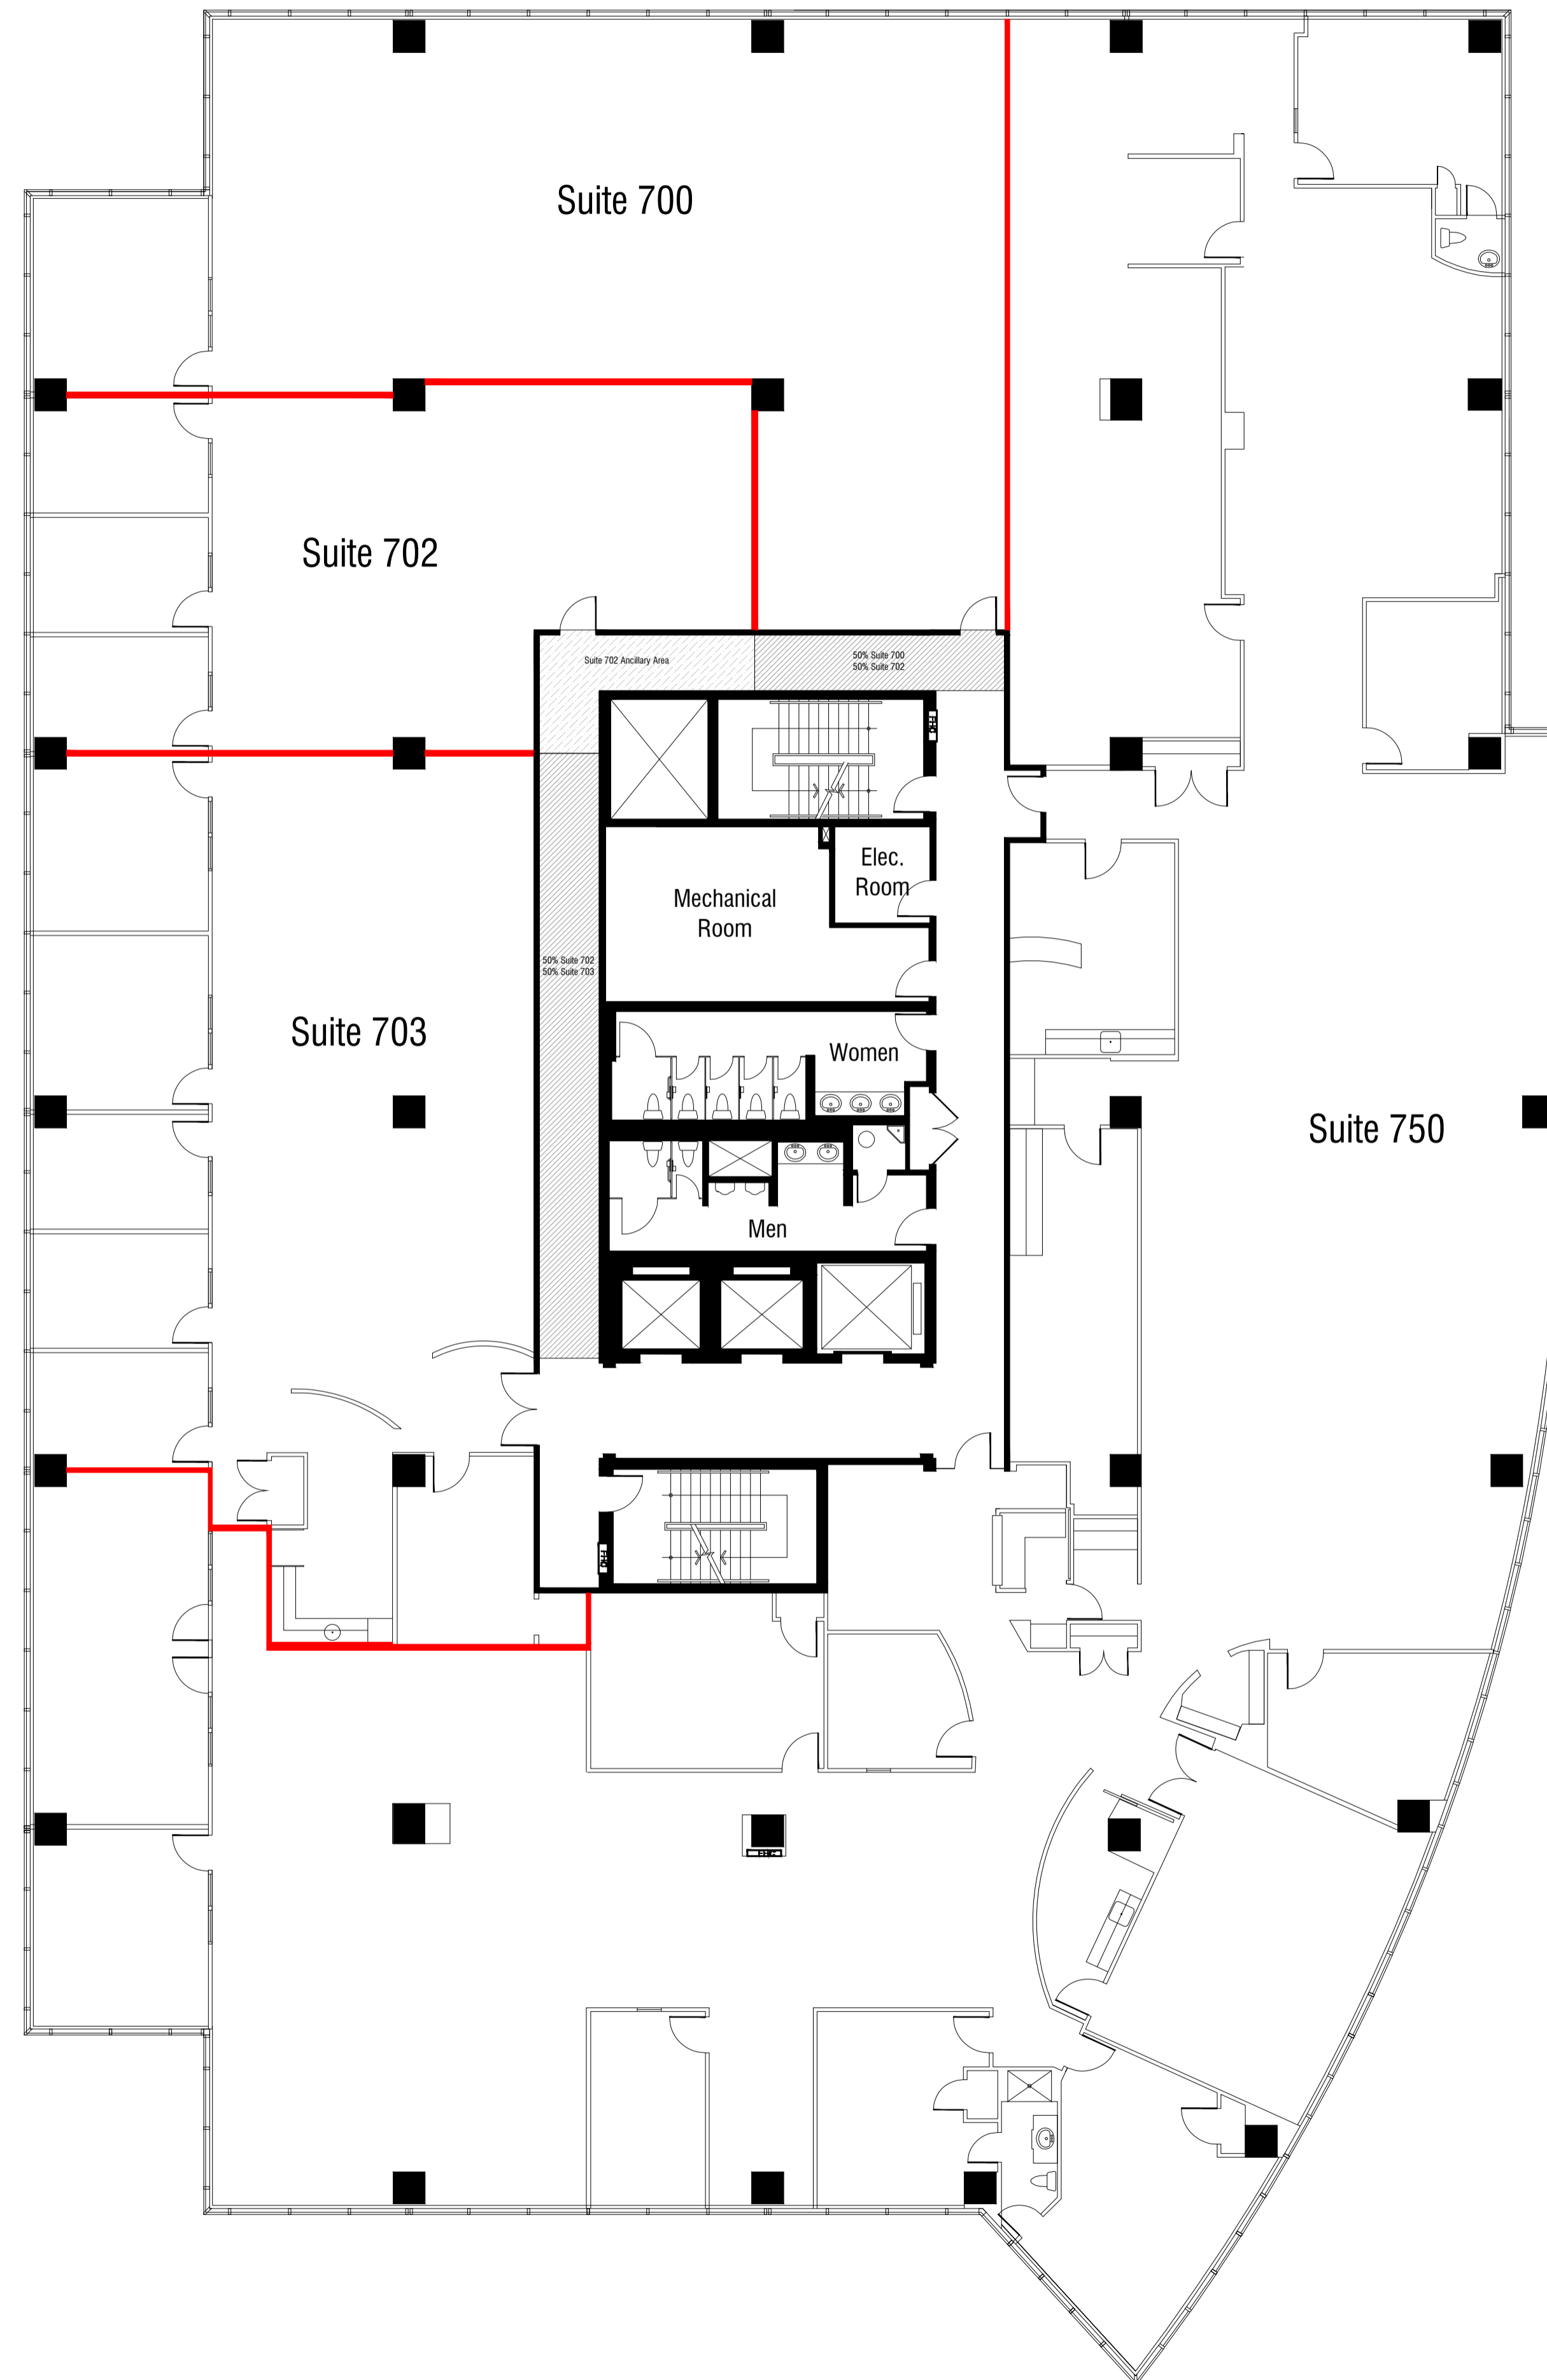 Suite 700
Suite 702
Suite 702 Ancillary Area
50% Suite 700
50% Suite 702
Elec.
Room
Mechanical
Room
50% Suite 702
50% Suite 703
Suite 703
Women
Suite 750
Men